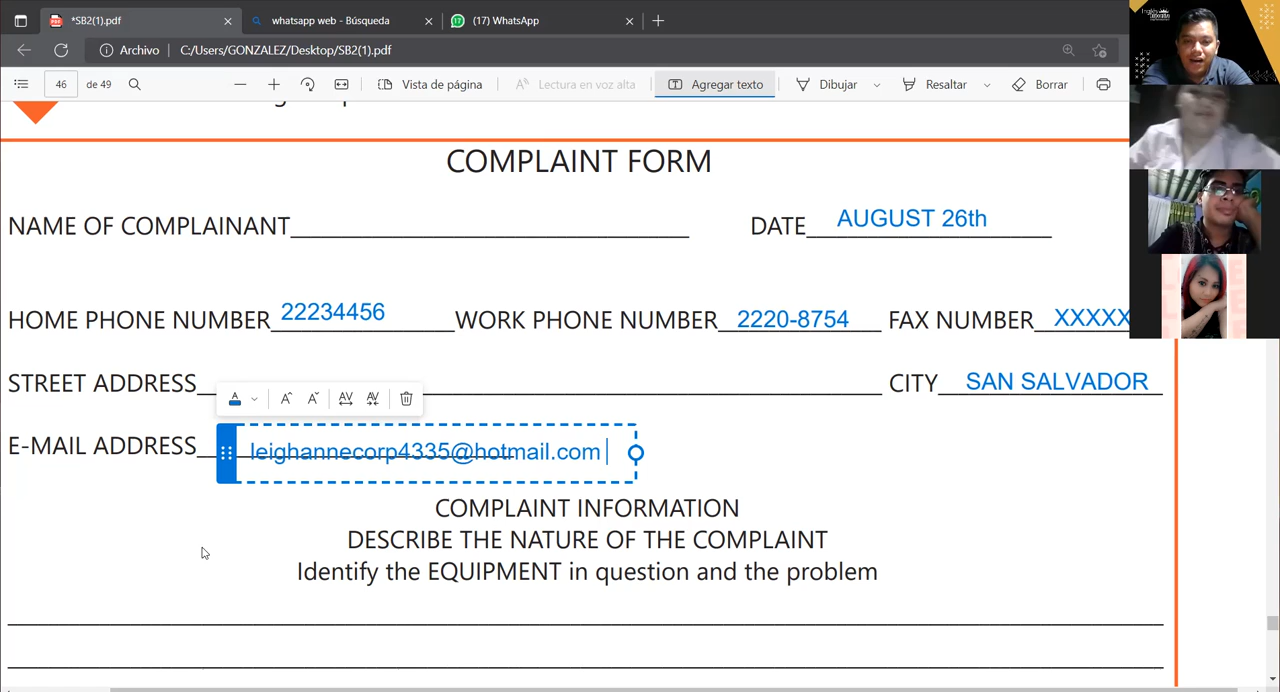 *SB2(1).pdf
whatsapp web - Búsqueda
(17) WhatsApp
Archivo
C:/Users/GONZALEZ/Desktop/SB2(1).pdf
46 de 49
Vista de página
Lectura en voz alta
Agregar texto
Dibujar
Resaltar
Borrar
COMPLAINT FORM
NAME OF COMPLAINANT
DATE AUGUST 26th
HOME PHONE NUMBER 22234456 WORK PHONE NUMBER 2220-8754 FAX NUMBER XXXXX
STREET ADDRESS CITY SAN SALVADOR
E-MAIL ADDRESS leighannecorp4335@hotmail.com
COMPLAINT INFORMATION
DESCRIBE THE NATURE OF THE COMPLAINT
Identify the EQUIPMENT in question and the problem